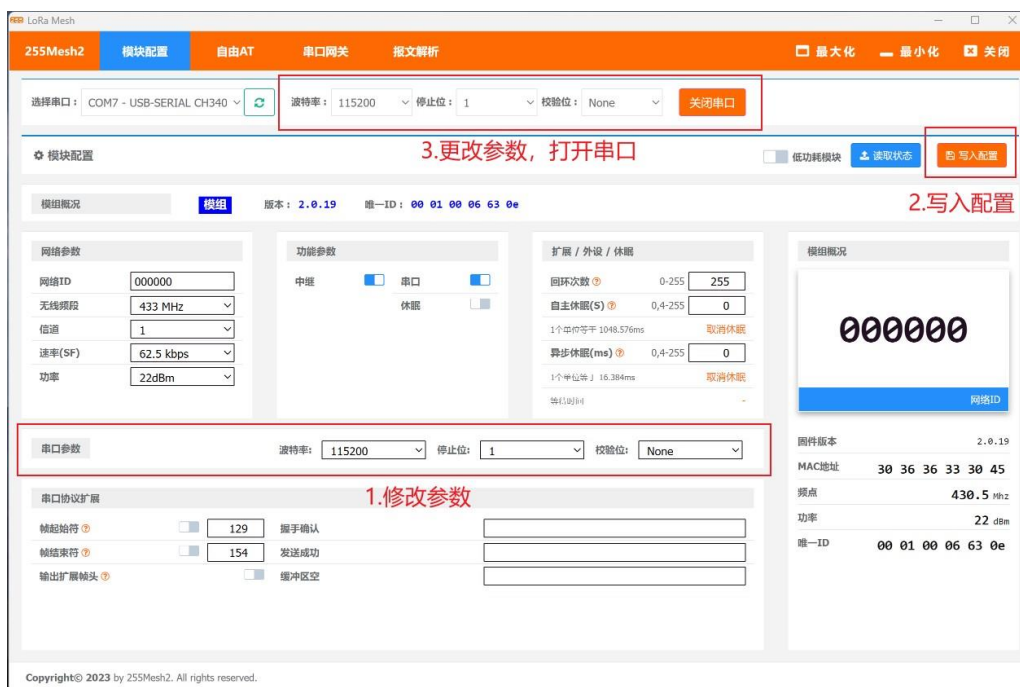 LoRa Mesh
255Mesh2 模块配置 自由AT 串口网关 报文解析 最大化 最小化 关闭
选择串口： COM7 - USB-SERIAL CH340 波特率： 115200 停止位： 1 校验位： None 关闭串口
3.更改参数，打开串口
模块配置 低功耗模块 读取状态 写入配置
2.写入配置
模组概况 模组 版本： 2.0.19 唯一ID： 00 01 00 06 63 0e
网络参数 功能参数 扩展 / 外设 / 休眠 模组概况
网络ID 000000 中继 串口 回环次数 0-255 255
无线频段 433 MHz 休眠 自主休眠(S) 0,4-255 0
信道 1 1个单位等于 1048.576ms 取消休眠
000000
速率(SF) 62.5 kbps 异步休眠(ms) 0,4-255 0
功率 22dBm 1个单位等于 16.384ms 取消休眠
等待时间 -
网络ID
串口参数 波特率： 115200 停止位： 1 校验位： None
固件版本 2.0.19
MAC地址 30 36 36 33 30 45
1.修改参数
串口协议扩展
频点 430.5 Mhz
帧起始符 129 握手确认
功率 22 dBm
帧结束符 154 发送成功
唯一ID 00 01 00 06 63 0e
输出扩展帧头 缓冲区空
Copyright© 2023 by 255Mesh2. All rights reserved.